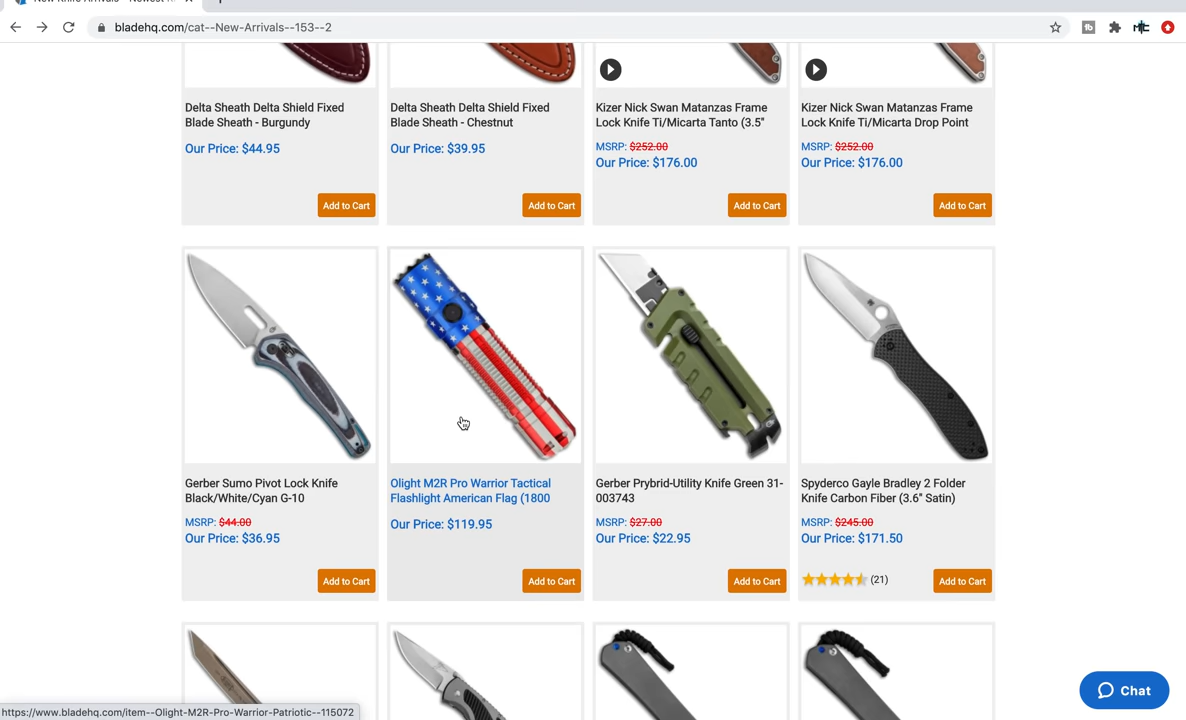 bladehq.com/cat--New-Arrivals--153--2
Delta Sheath Delta Shield Fixed
Blade Sheath - Burgundy
Our Price: $44.95
Add to Cart
Delta Sheath Delta Shield Fixed
Blade Sheath - Chestnut
Our Price: $39.95
Add to Cart
Kizer Nick Swan Matanzas Frame
Lock Knife Ti/Micarta Tanto (3.5"
MSRP: $252.00
Our Price: $176.00
Add to Cart
Kizer Nick Swan Matanzas Frame
Lock Knife Ti/Micarta Drop Point
MSRP: $252.00
Our Price: $176.00
Add to Cart
Gerber Sumo Pivot Lock Knife
Black/White/Cyan G-10
MSRP: $44.00
Our Price: $36.95
Add to Cart
Olight M2R Pro Warrior Tactical
Flashlight American Flag (1800
Our Price: $119.95
Add to Cart
Gerber Prybrid-Utility Knife Green 31-
003743
MSRP: $27.00
Our Price: $22.95
Add to Cart
Spyderco Gayle Bradley 2 Folder
Knife Carbon Fiber (3.6" Satin)
MSRP: $245.00
Our Price: $171.50
(21)
Add to Cart
Chat
https://www.bladehq.com/item--Olight-M2R-Pro-Warrior-Patriotic--115072